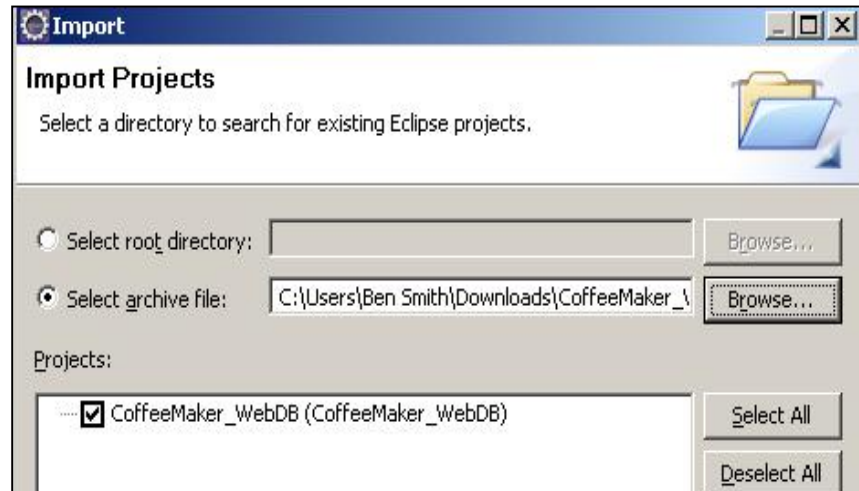 Import
Import Projects
Select a directory to search for existing Eclipse projects.
Select root directory:
Browse...
Select archive file: C:\Users\Ben Smith\Downloads\CoffeeMaker_\
Browse...
Projects:
CoffeeMaker_WebDB (CoffeeMaker_WebDB)
Select All
Deselect All